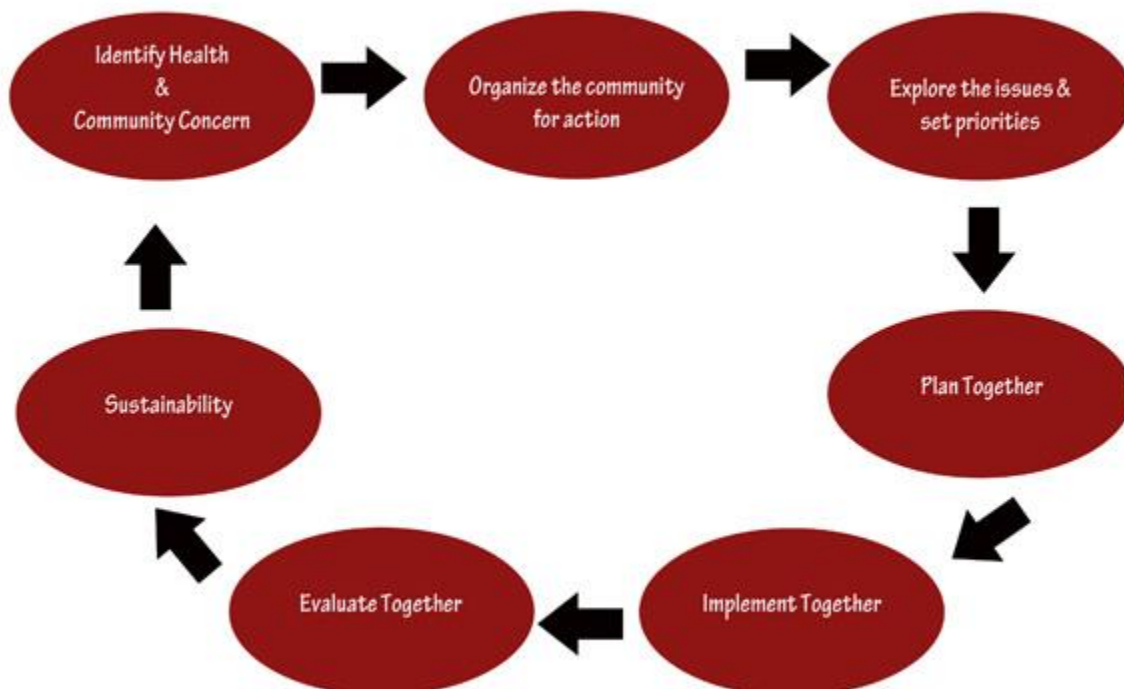 Identify Health
&
Community Concern
Organize the community
for action
Explore the issues &
set priorities
Plan Together
Implement Together
Evaluate Together
Sustainability